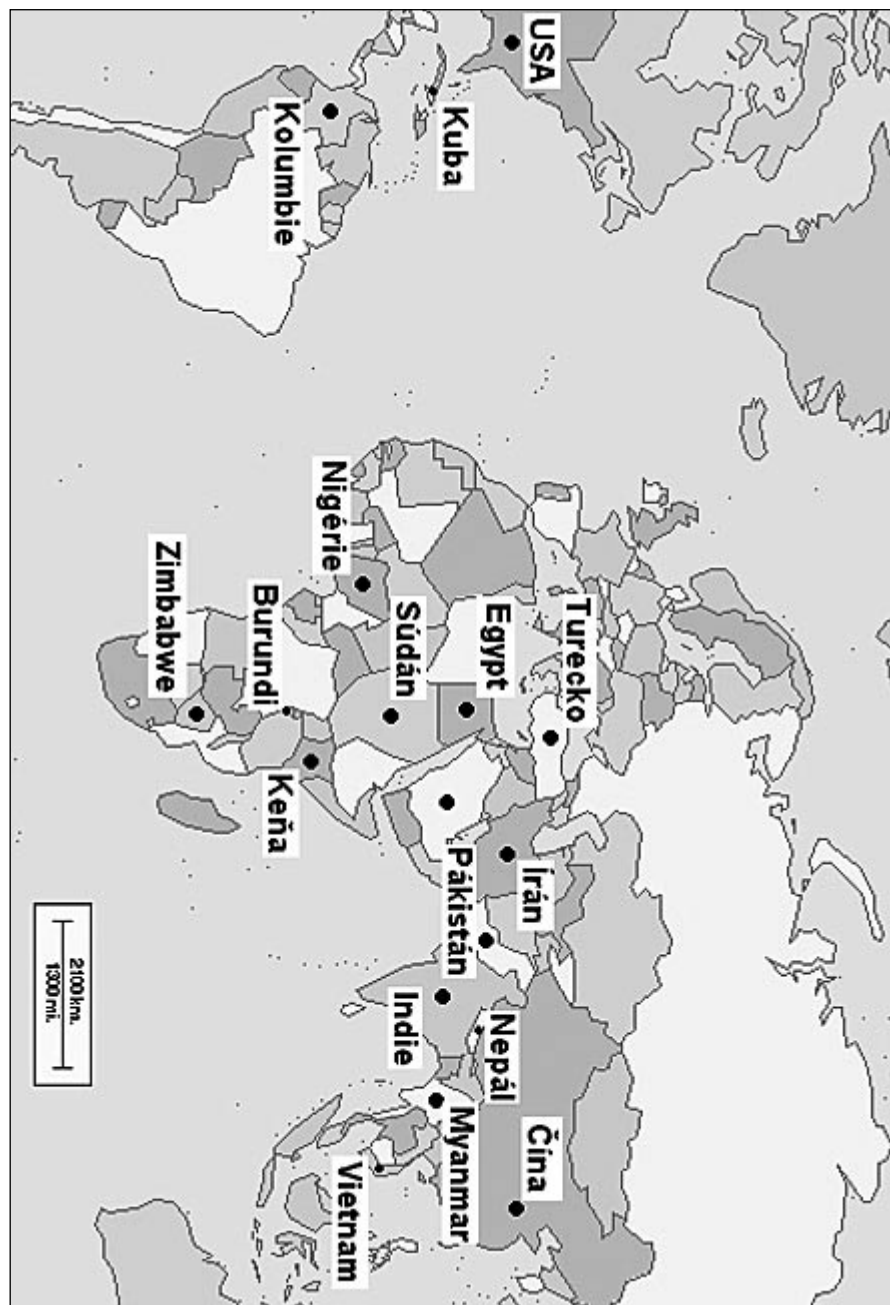 USA
Kuba
Kolumbie
Turecko
Egypt
Súdán
Nigérie
Burundi
Zimbabwe
Keňa
Írán
Pákistán
Indie
Nepál
Čína
Myanmar
Vietnam
2100 km.
1300 mi.